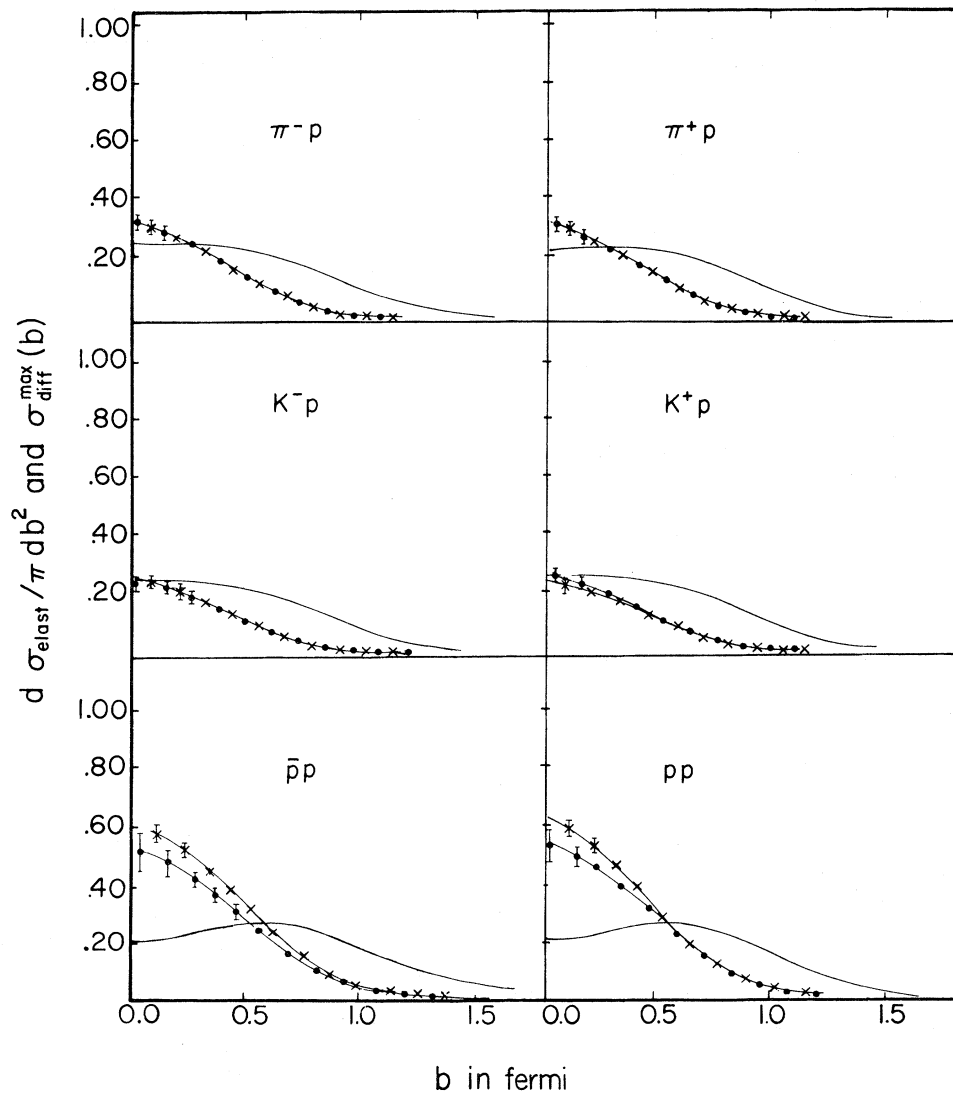 1.00
.80
.60
.40
.20
π⁻p
π⁺p
1.00
.80
.60
.40
.20
K⁻p
K⁺p
1.00
.80
.60
.40
.20
p̄p
pp
0.0 0.5 1.0 1.5 0.0 0.5 1.0 1.5
b in fermi
d σ_elast / π db² and σ_diff^max (b)